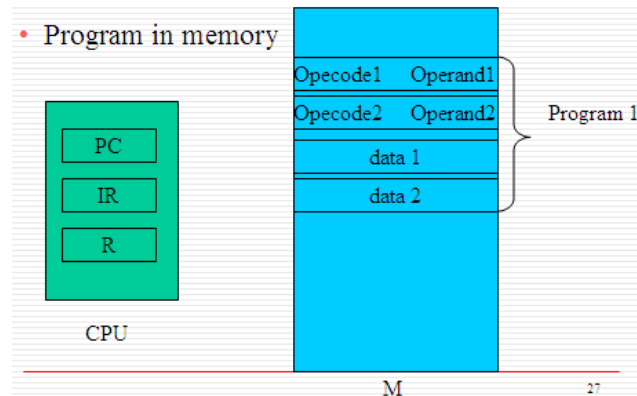 • Program in memory
Opecode1 Operand1
Opecode2 Operand2
data 1
data 2
Program 1
PC
IR
R
CPU
M
27